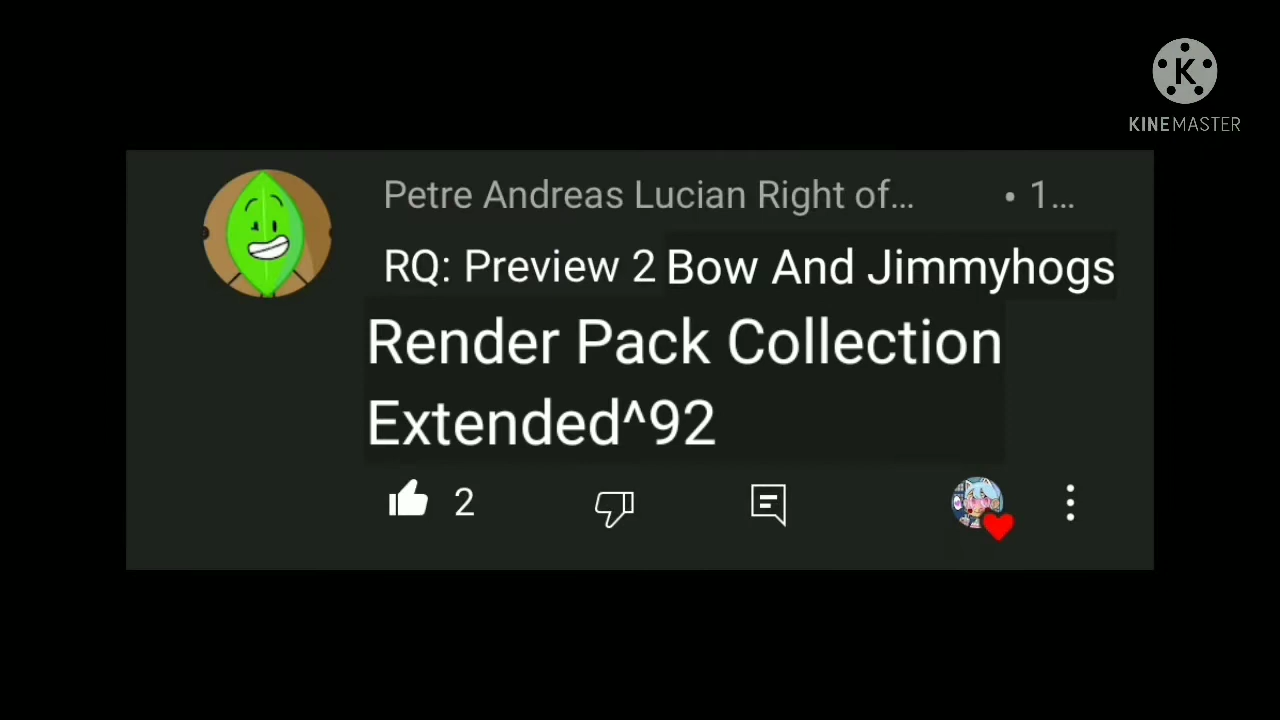 K
KINEMASTER
Petre Andreas Lucian Right of... • 1...
RQ: Preview 2 Bow And Jimmyhogs
Render Pack Collection
Extended^92
2